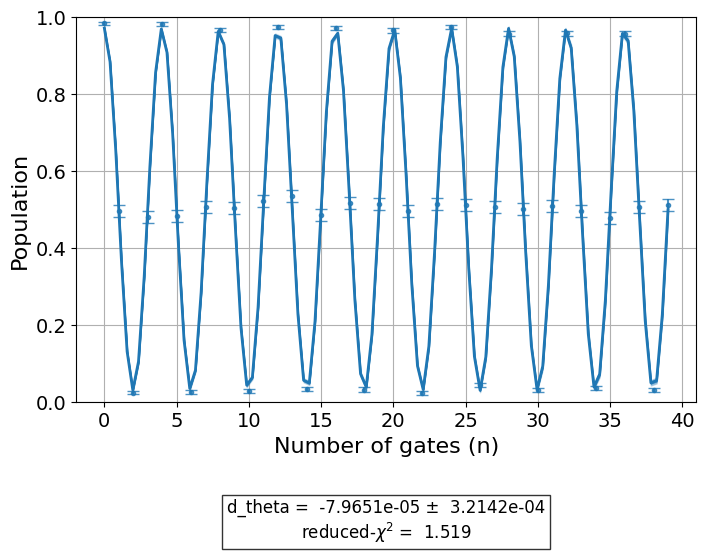 1.0
0.8
0.6
0.4
0.2
0.0
Population
0 5 10 15 20 25 30 35 40
Number of gates (n)
d_theta = -7.9651e-05 ± 3.2142e-04
reduced-χ² = 1.519